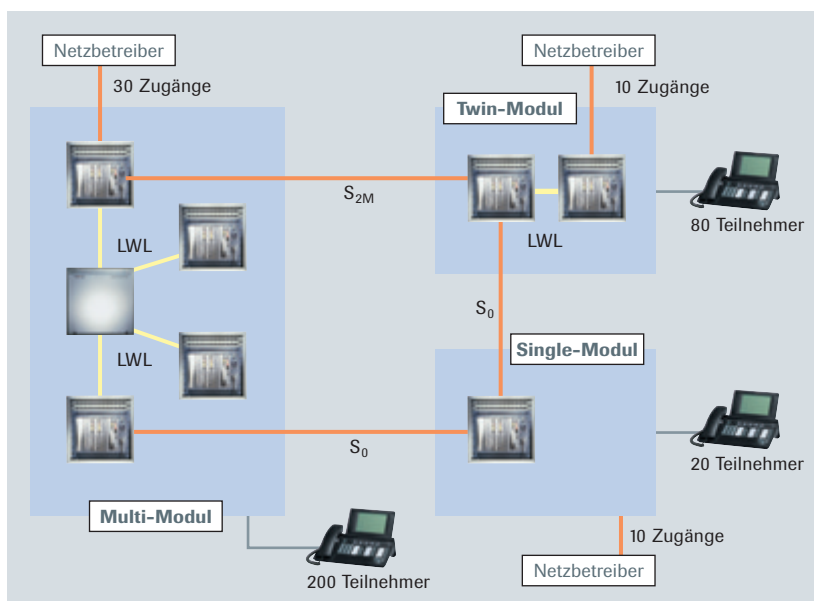 Netzbetreiber
30 Zugänge
Netzbetreiber
10 Zugänge
Twin-Modul
S2M
LWL
80 Teilnehmer
LWL
LWL
S0
Single-Modul
S0
20 Teilnehmer
Multi-Modul
200 Teilnehmer
10 Zugänge
Netzbetreiber